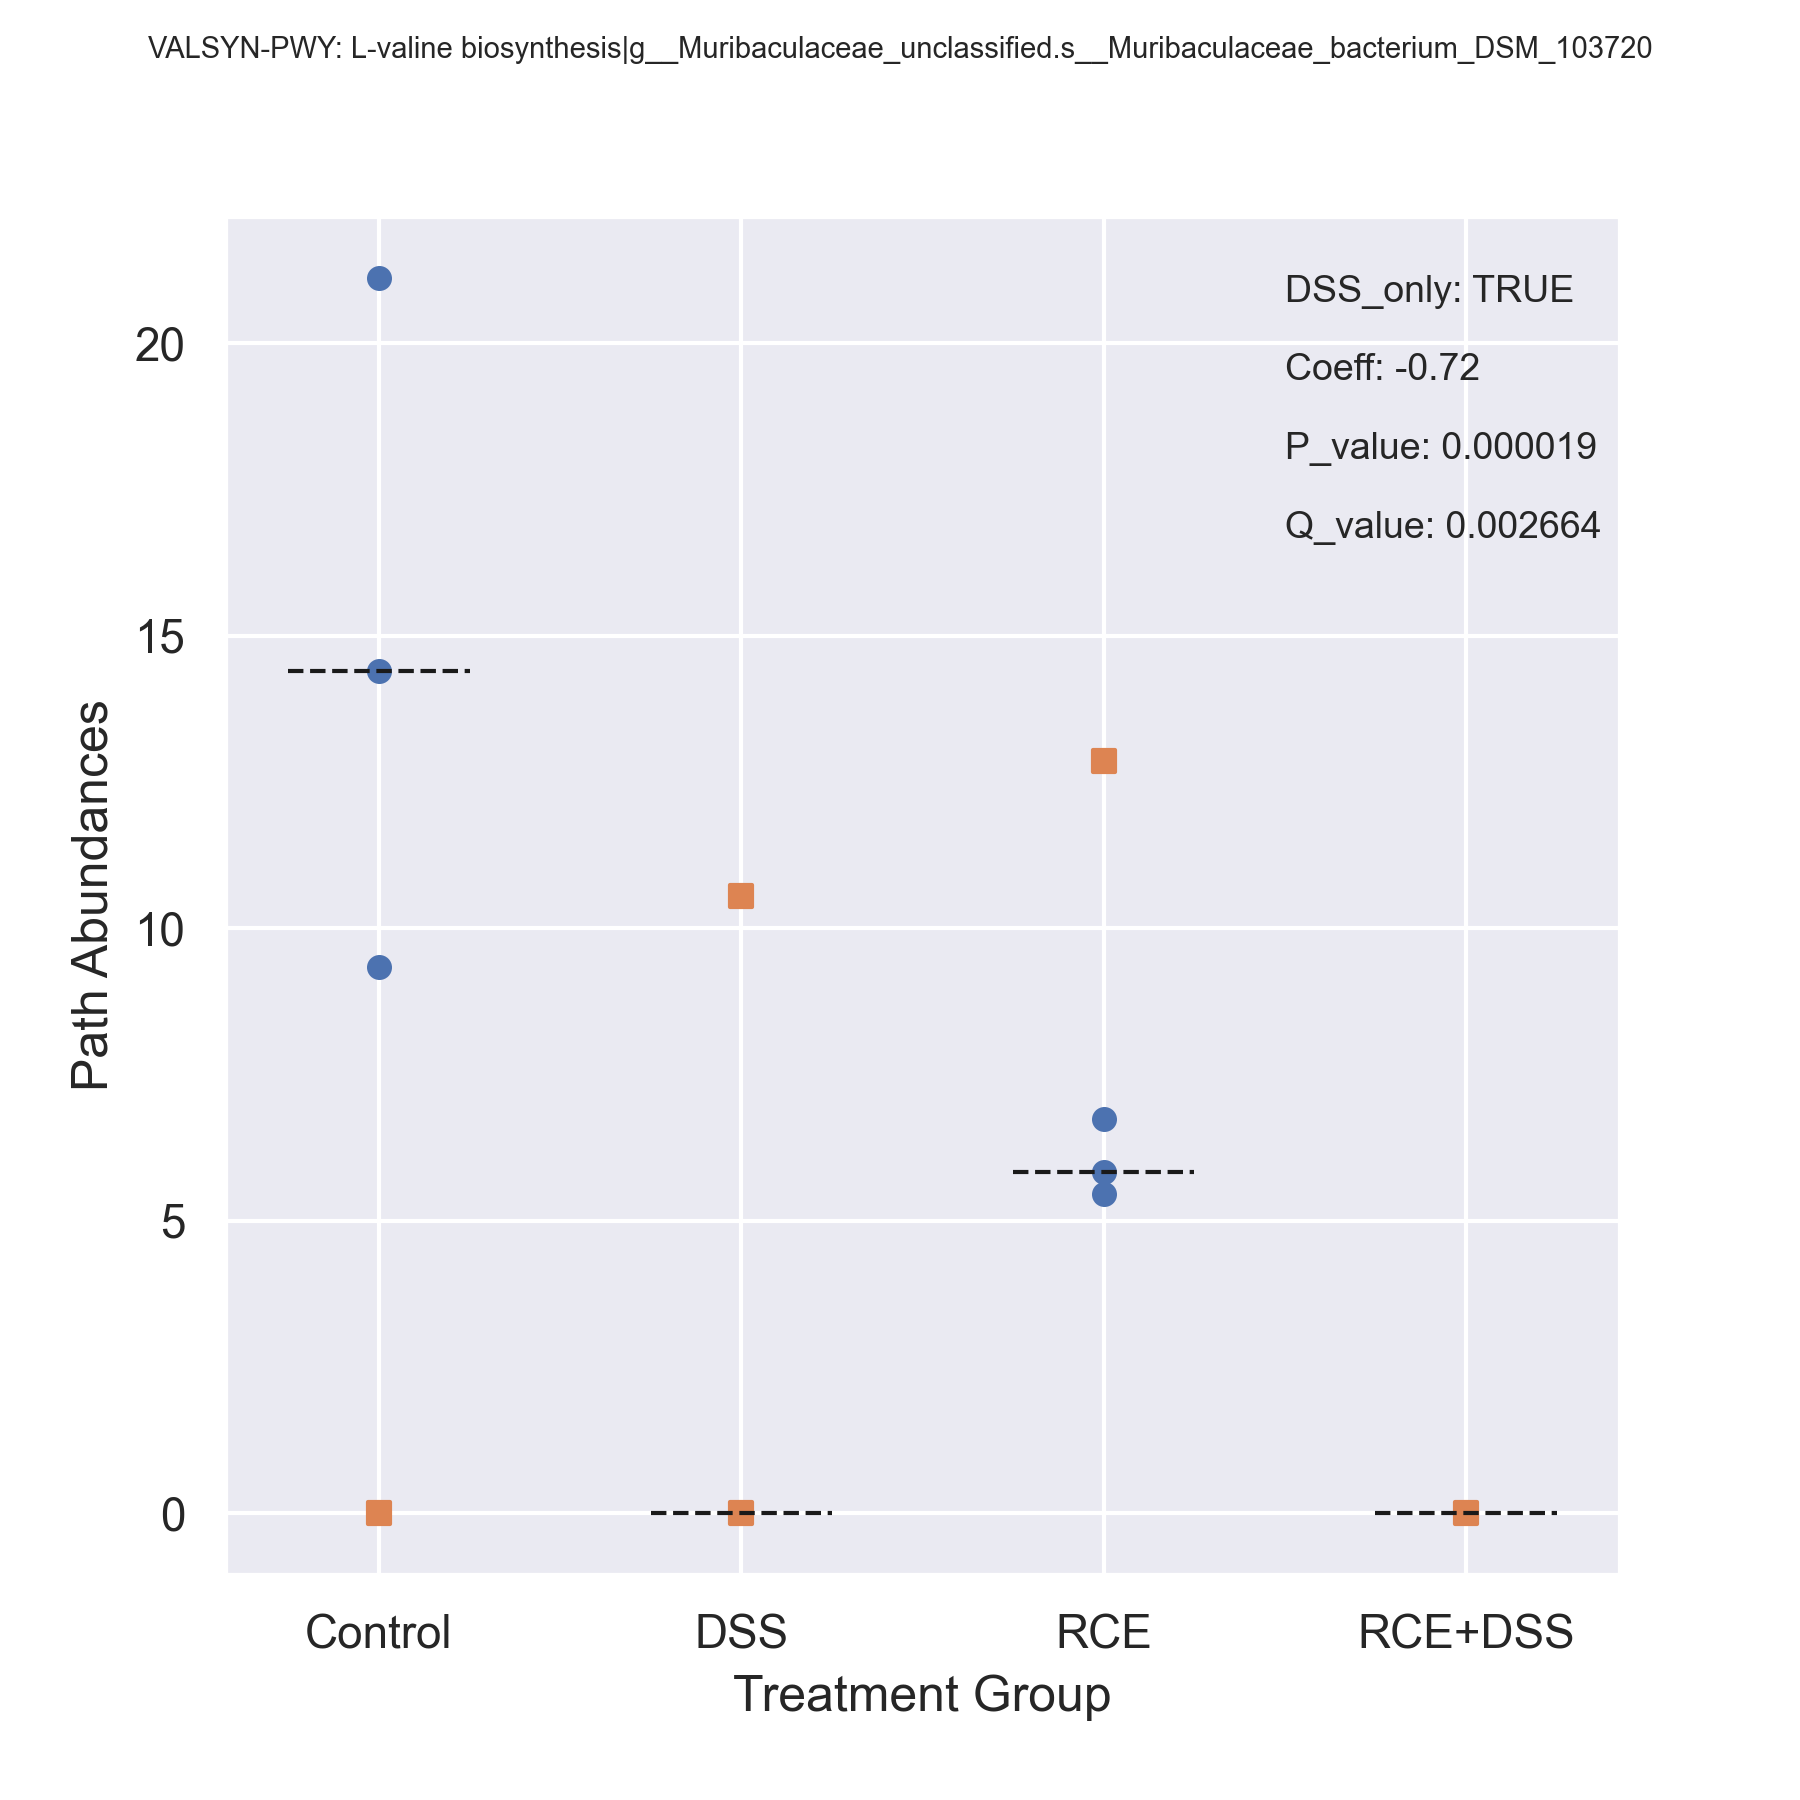 VALSYN-PWY: L-valine biosynthesis|g__Muribaculaceae_unclassified.s__Muribaculaceae_bacterium_DSM_103720
DSS_only: TRUE
Coeff: -0.72
P_value: 0.000019
Q_value: 0.002664
20
15
10
5
0
Path Abundances
Control
DSS
RCE
RCE+DSS
Treatment Group